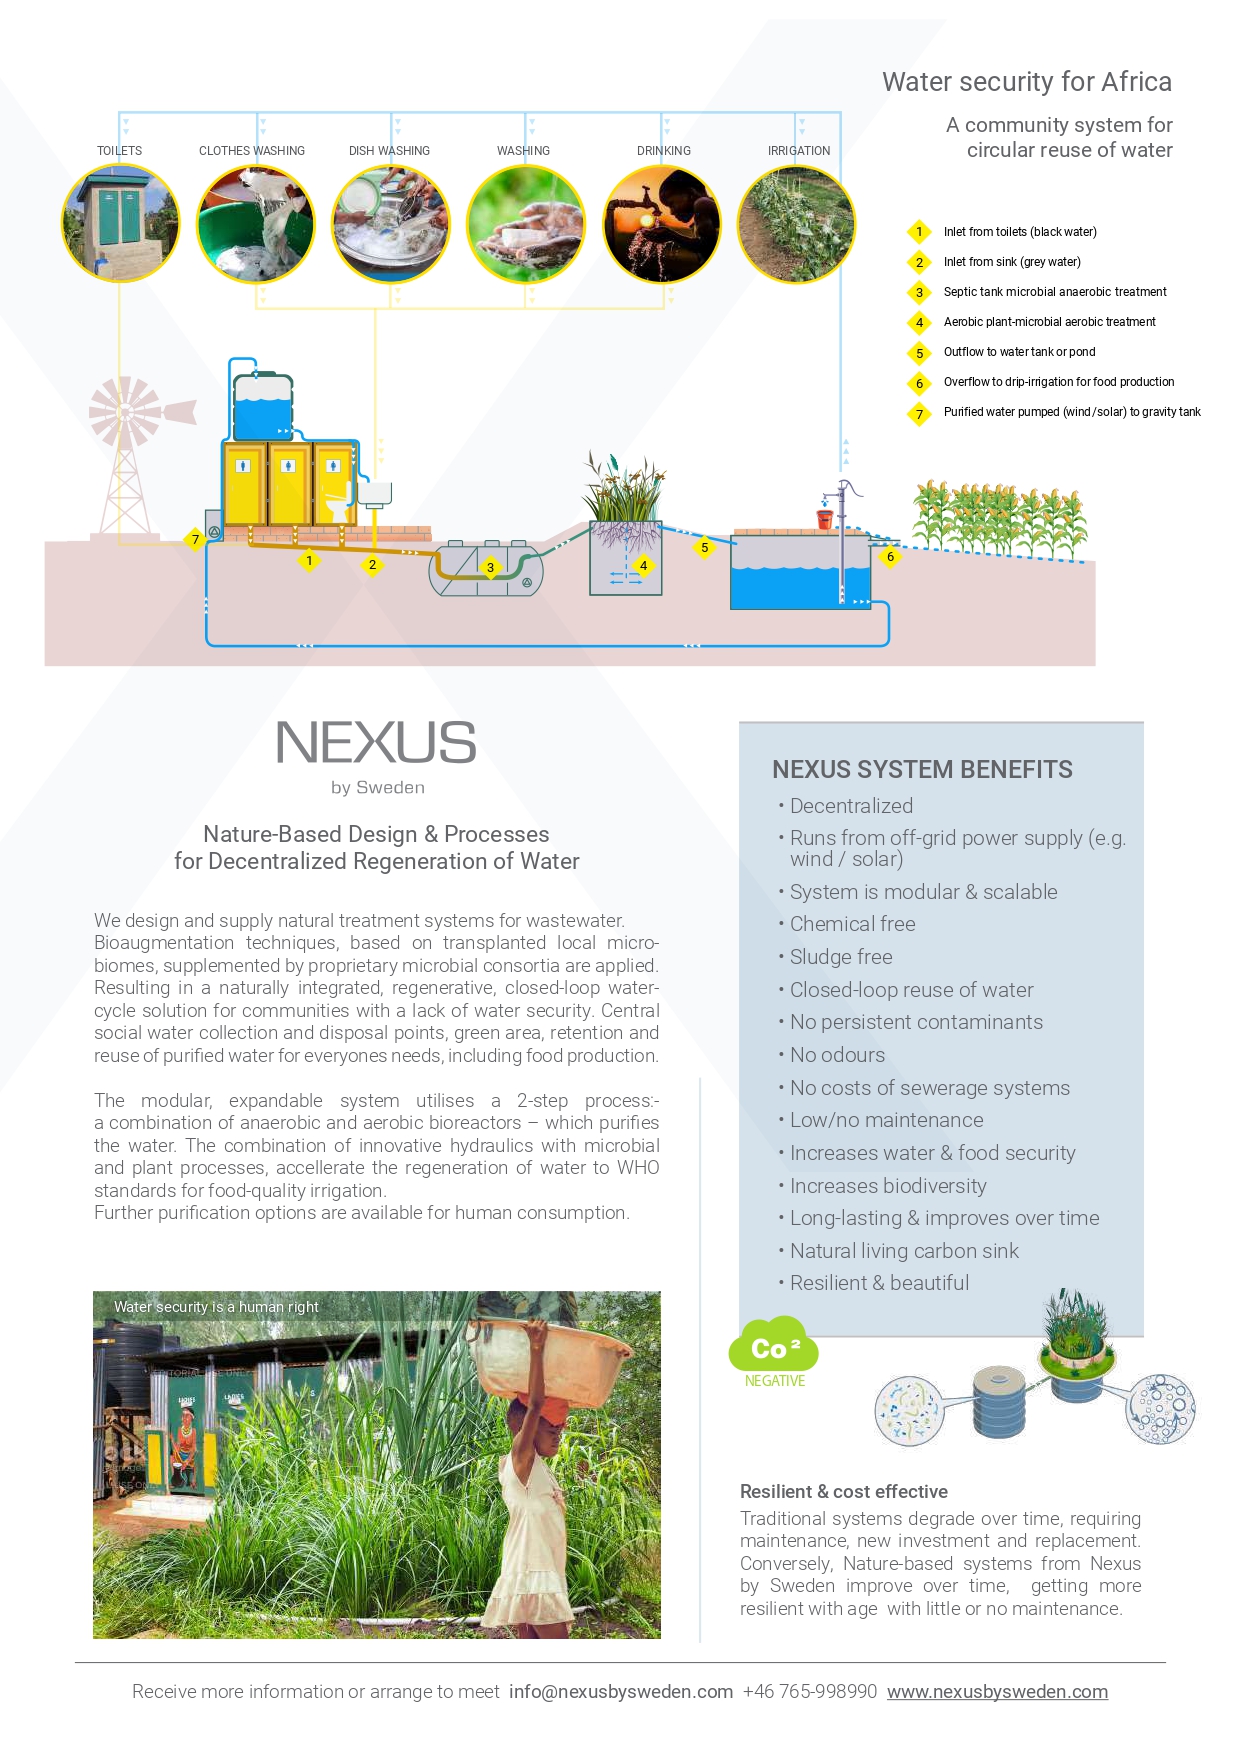 Water security for Africa
A community system for
circular reuse of water
TOILETS
CLOTHES WASHING
DISH WASHING
WASHING
DRINKING
IRRIGATION
1 Inlet from toilets (black water)
2 Inlet from sink (grey water)
3 Septic tank microbial anaerobic treatment
4 Aerobic plant-microbial aerobic treatment
5 Outflow to water tank or pond
6 Overflow to drip-irrigation for food production
7 Purified water pumped (wind/solar) to gravity tank
7
1
2
3
4
5
6
NEXUS
by Sweden
Nature-Based Design & Processes
for Decentralized Regeneration of Water
We design and supply natural treatment systems for wastewater.
Bioaugmentation techniques, based on transplanted local micro-
biomes, supplemented by proprietary microbial consortia are applied.
Resulting in a naturally integrated, regenerative, closed-loop water-
cycle solution for communities with a lack of water security. Central
social water collection and disposal points, green area, retention and
reuse of purified water for everyones needs, including food production.
The modular, expandable system utilises a 2-step process:-
a combination of anaerobic and aerobic bioreactors – which purifies
the water. The combination of innovative hydraulics with microbial
and plant processes, accellerate the regeneration of water to WHO
standards for food-quality irrigation.
Further purification options are available for human consumption.
Water security is a human right
LADIES
LADIES
NEXUS SYSTEM BENEFITS
• Decentralized
• Runs from off-grid power supply (e.g.
wind / solar)
• System is modular & scalable
• Chemical free
• Sludge free
• Closed-loop reuse of water
• No persistent contaminants
• No odours
• No costs of sewerage systems
• Low/no maintenance
• Increases water & food security
• Increases biodiversity
• Long-lasting & improves over time
• Natural living carbon sink
• Resilient & beautiful
Co²
NEGATIVE
Resilient & cost effective
Traditional systems degrade over time, requiring
maintenance, new investment and replacement.
Conversely, Nature-based systems from Nexus
by Sweden improve over time, getting more
resilient with age with little or no maintenance.
Receive more information or arrange to meet info@nexusbysweden.com +46 765-998990 www.nexusbysweden.com